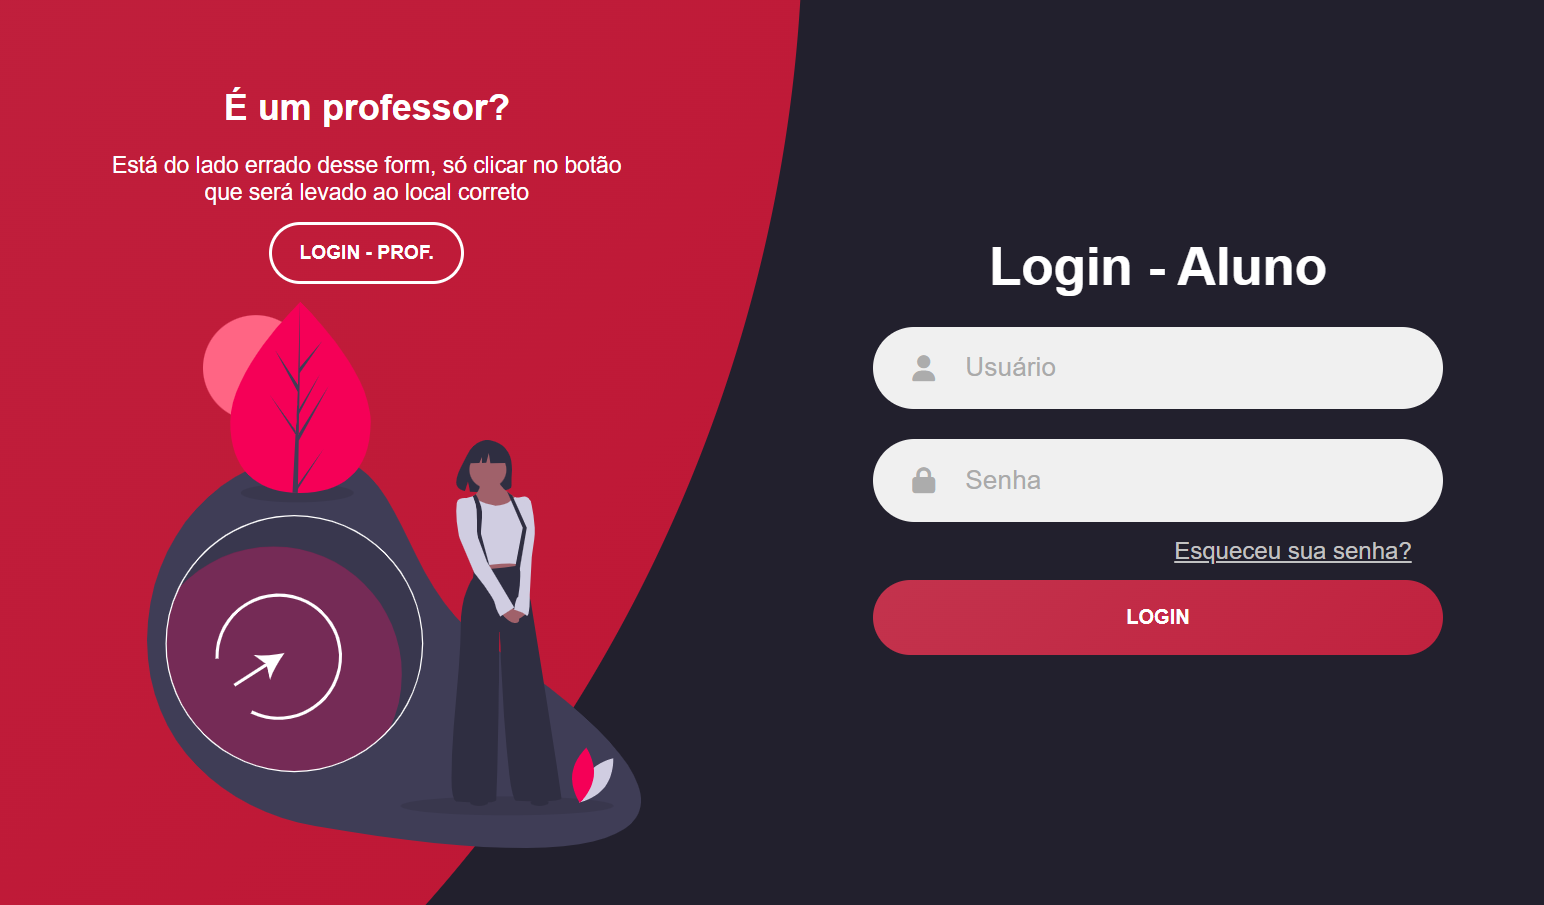 É um professor?
Está do lado errado desse form, só clicar no botão
que será levado ao local correto
LOGIN - PROF.
Login - Aluno
Usuário
Senha
Esqueceu sua senha?
LOGIN